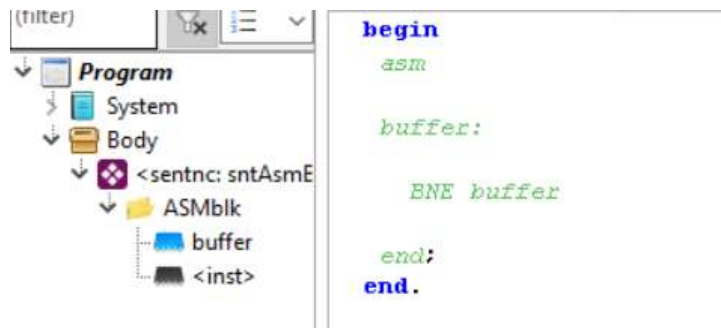 (filter)
Program
System
Body
<sentnc: sntAsmE
ASMblk
buffer
<inst>
begin
asm
buffer:
BNE buffer
end;
end.